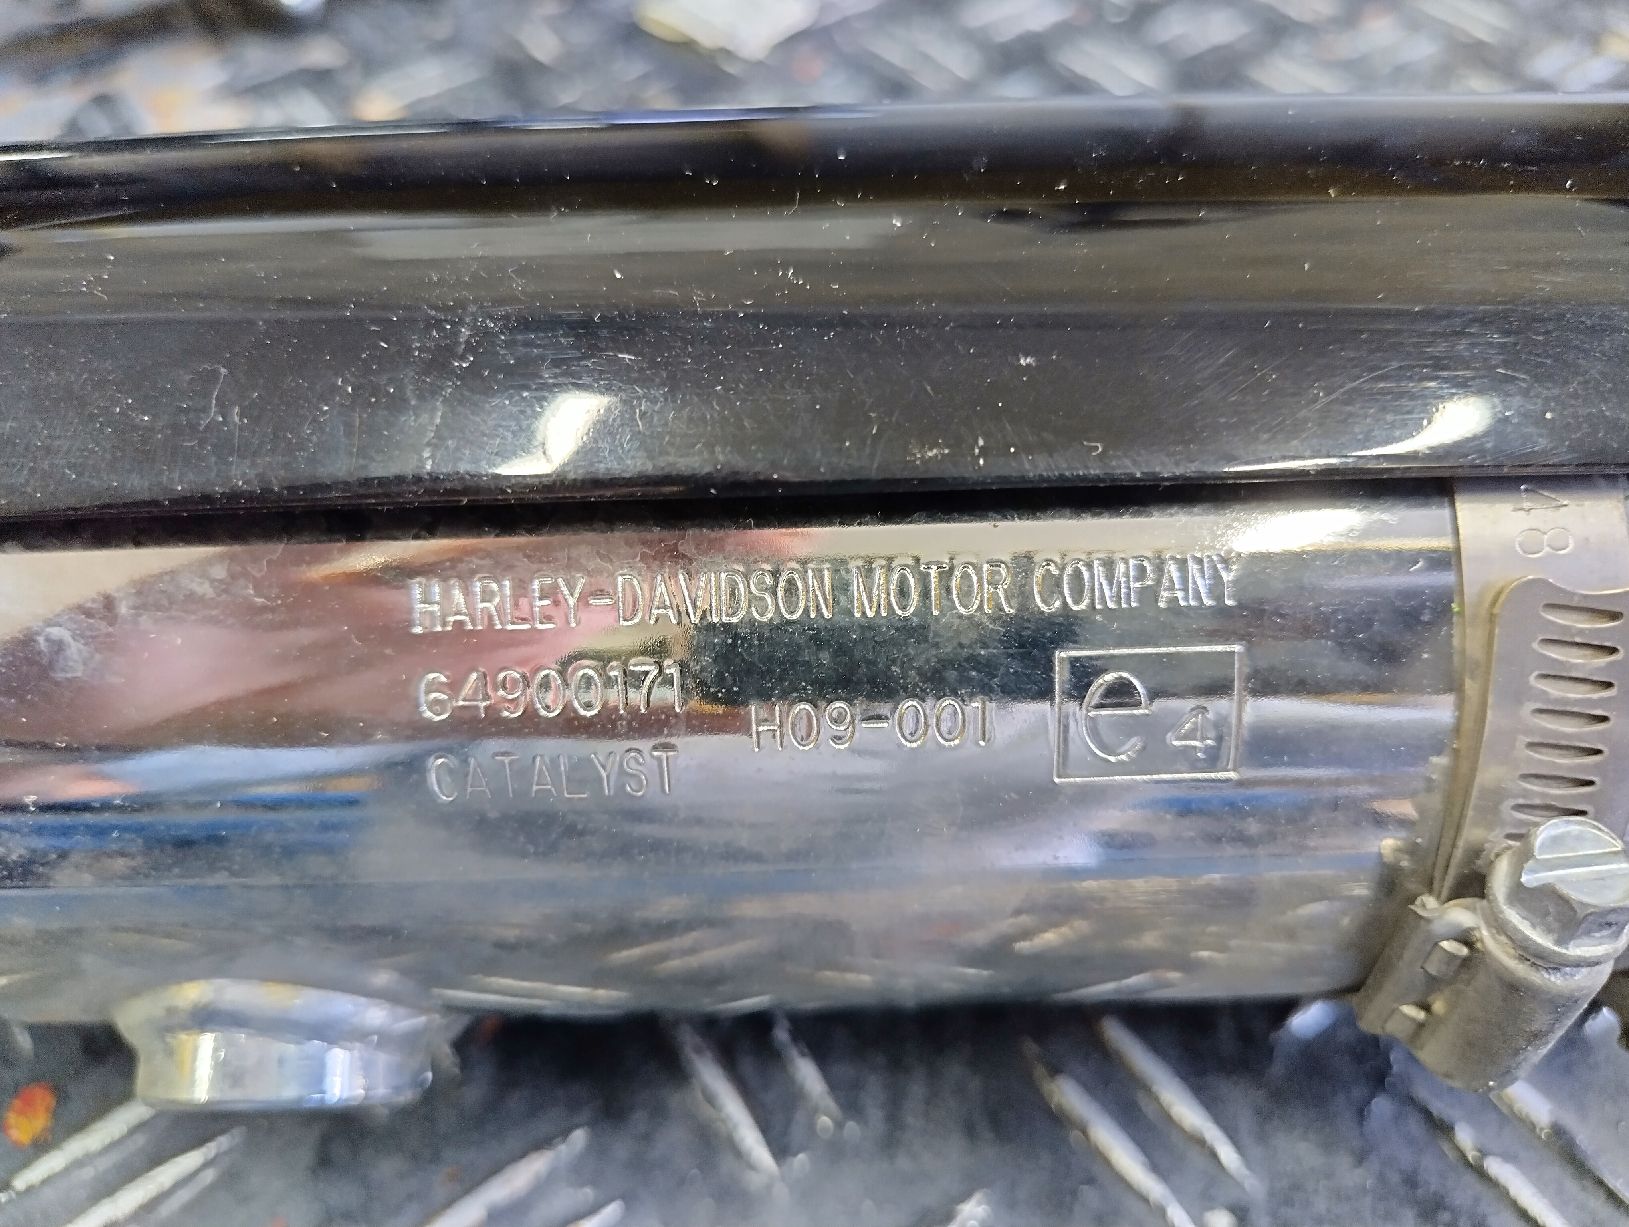 HARLEY-DAVIDSON MOTOR COMPANY
64900171
H09-001
e4
CATALYST
48